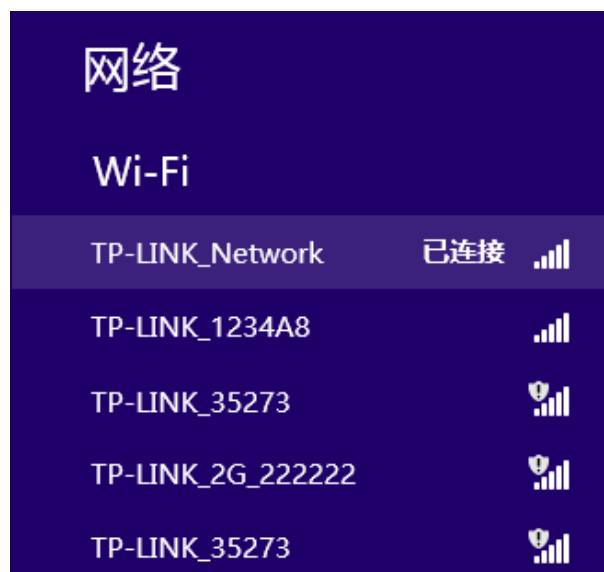 网络
Wi-Fi
TP-LINK_Network 已连接
TP-LINK_1234A8
TP-LINK_35273
TP-LINK_2G_222222
TP-LINK_35273